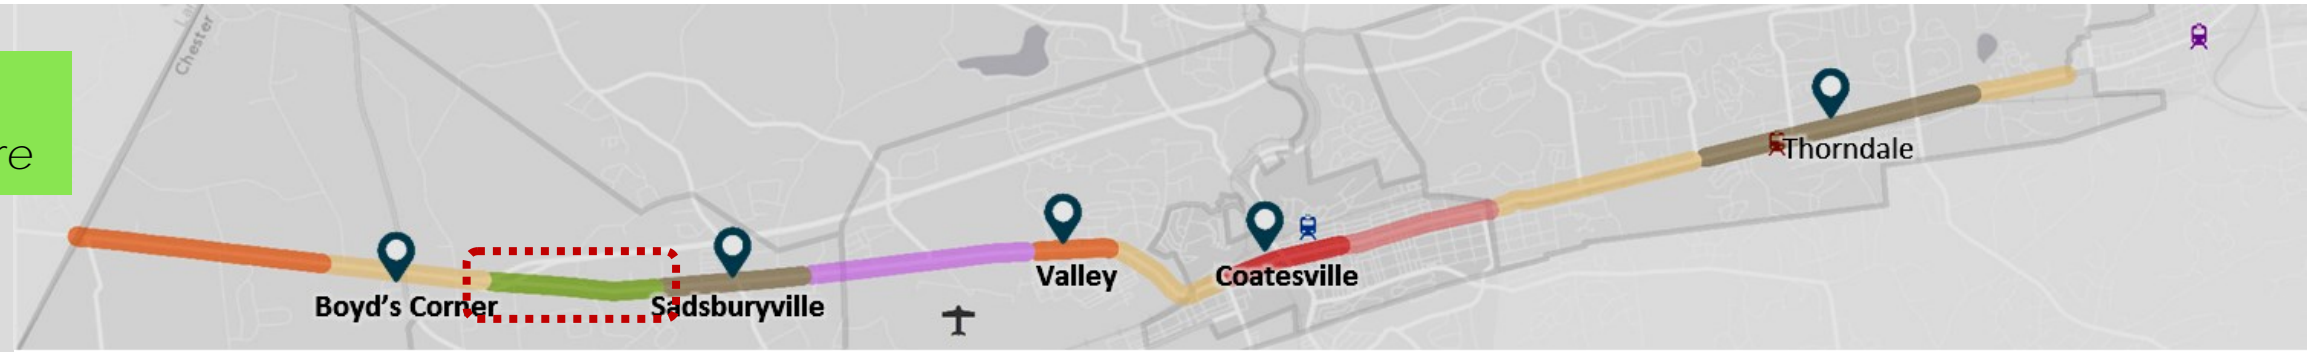 Chester
re
Boyd's Corner
Sadsburyville
Valley
Coatesville
Thorndale